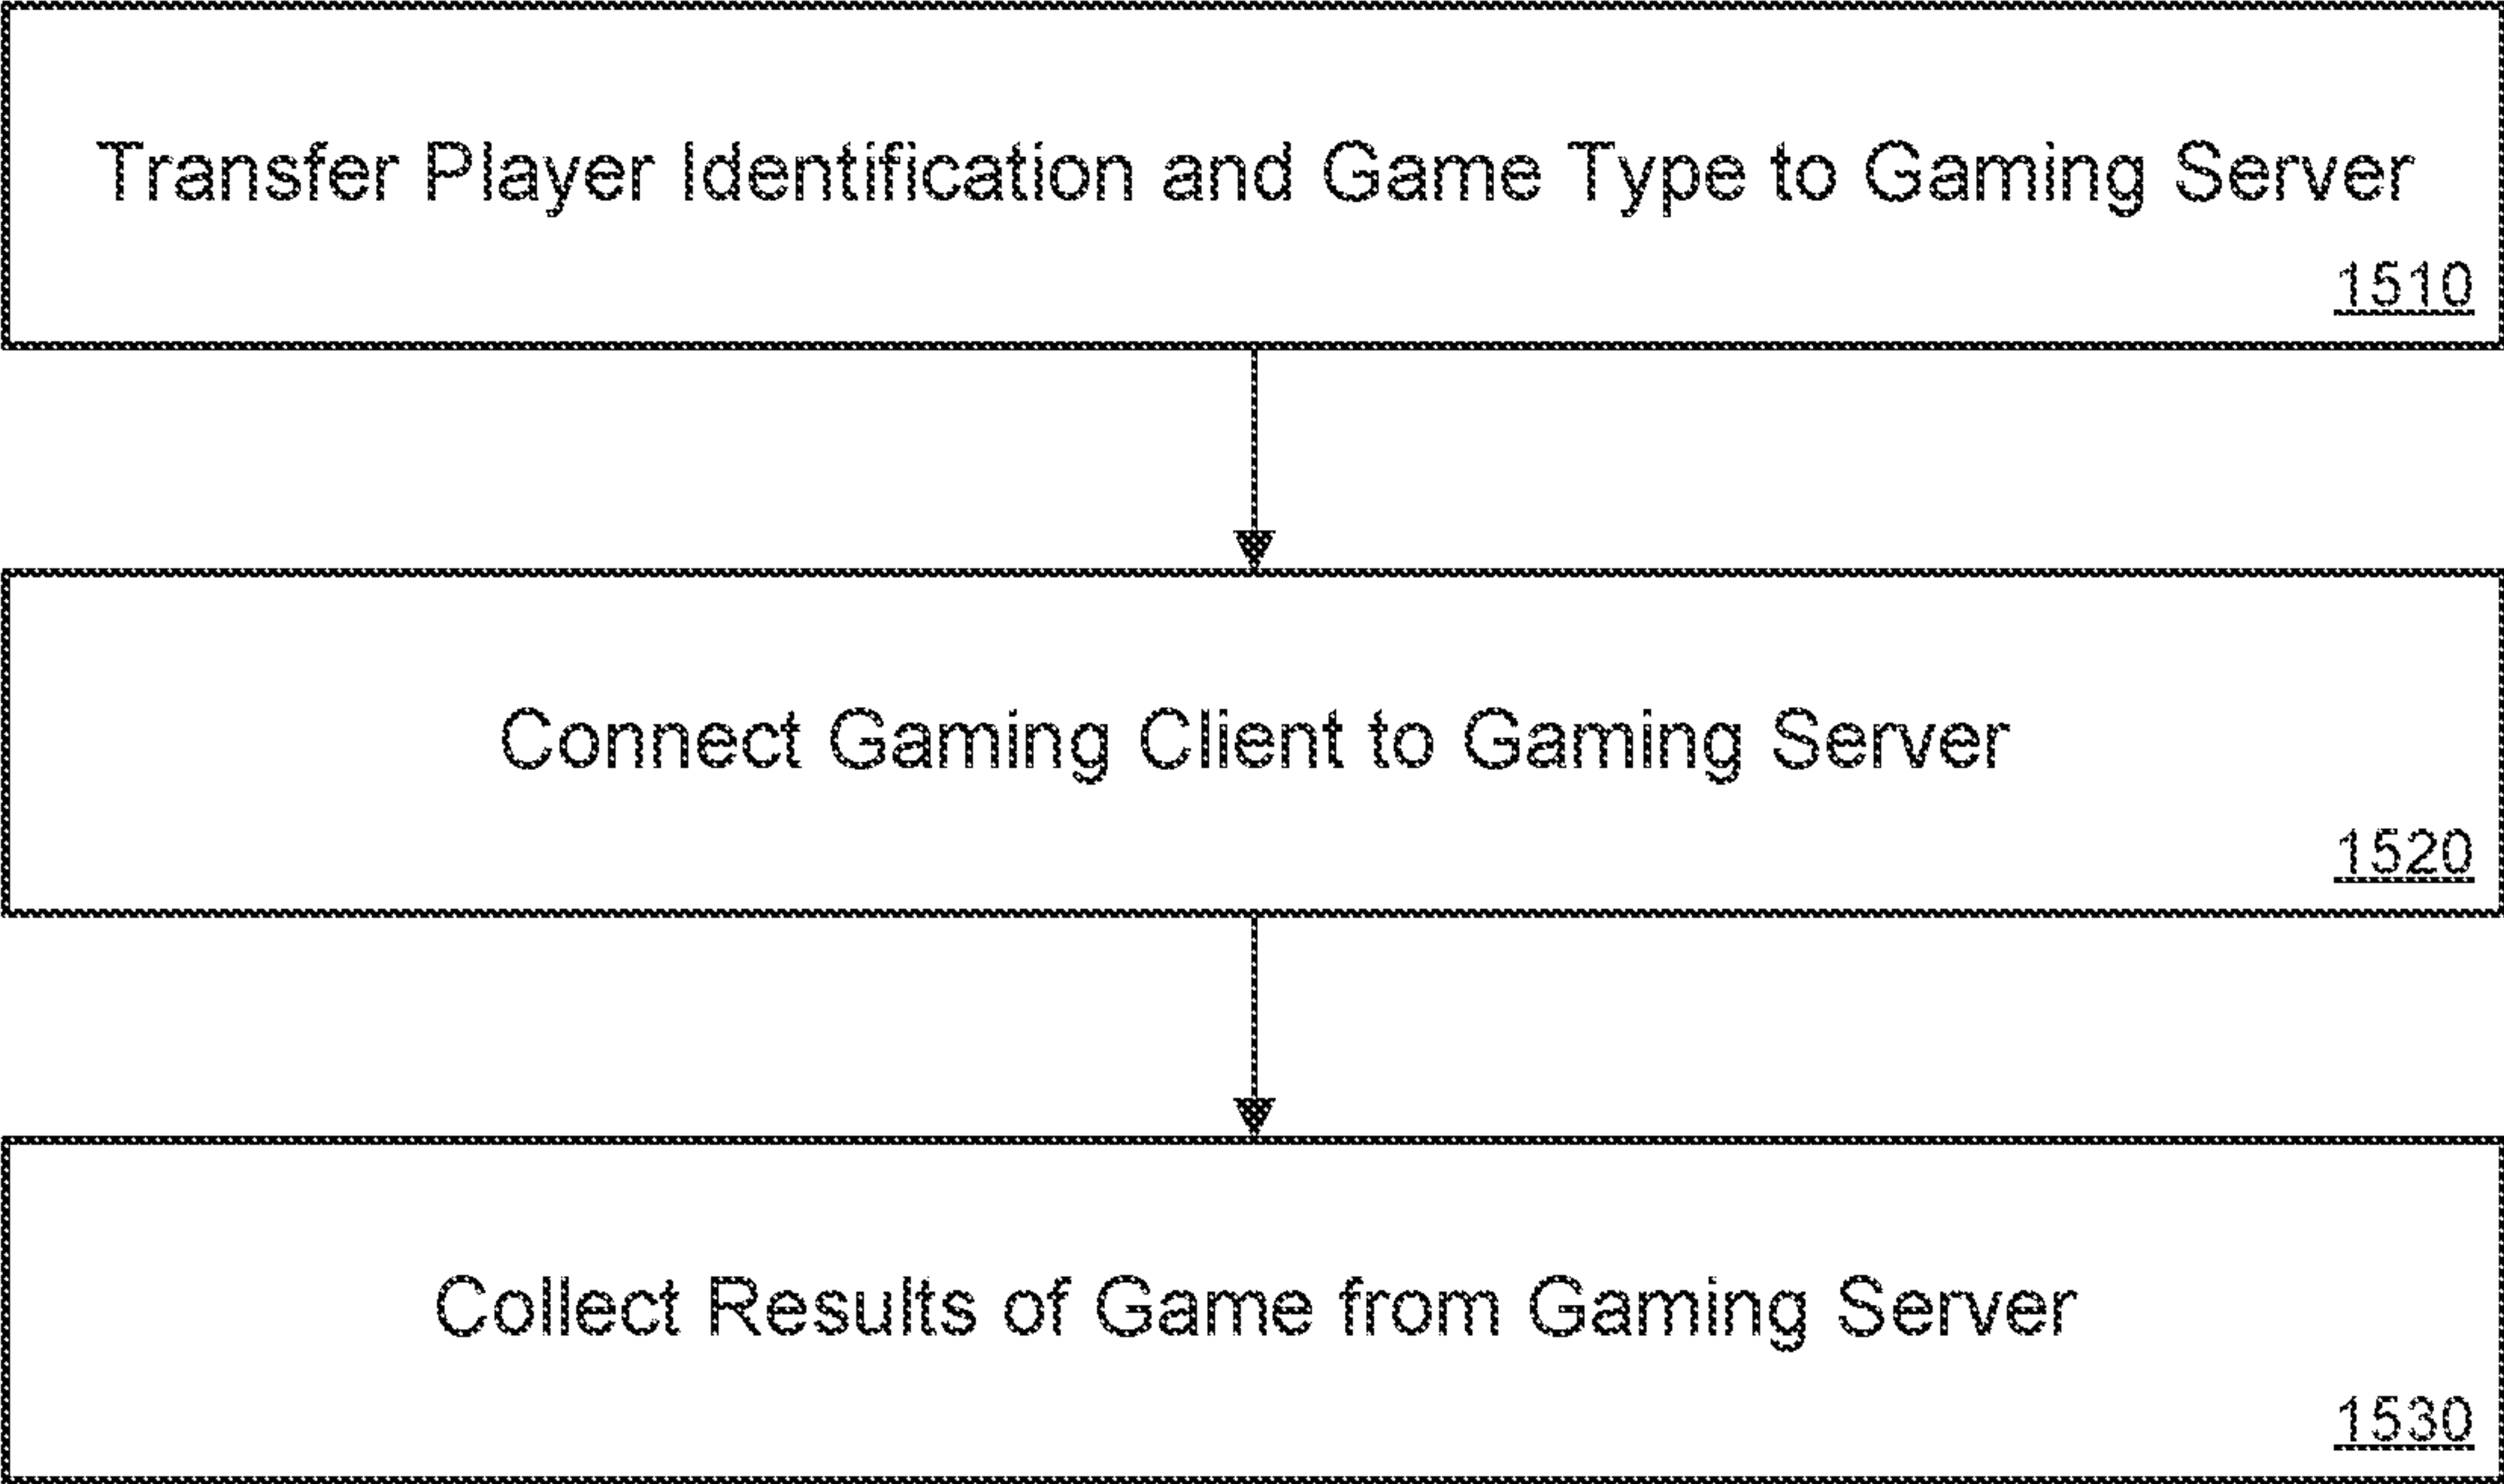 Transfer Player Identification and Game Type to Gaming Server
1510
Connect Gaming Client to Gaming Server
1520
Collect Results of Game from Gaming Server
1530